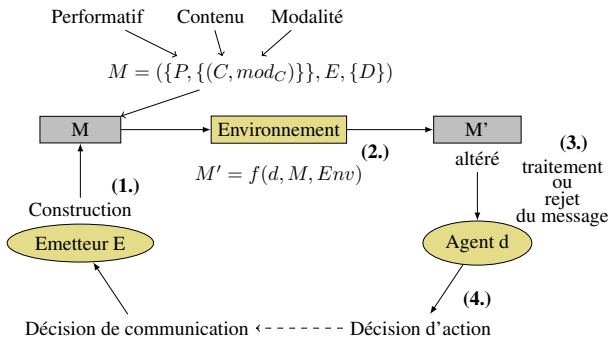 Performatif Contenu Modalité
M = ({P, {(C, mod_C)}}, E, {D})
M Environnement M'
(2.) (3.)
altéré
traitement
ou
rejet
du message
M' = f(d, M, Env)
(1.)
Construction
Emetteur E Agent d
(4.)
Décision de communication Décision d'action